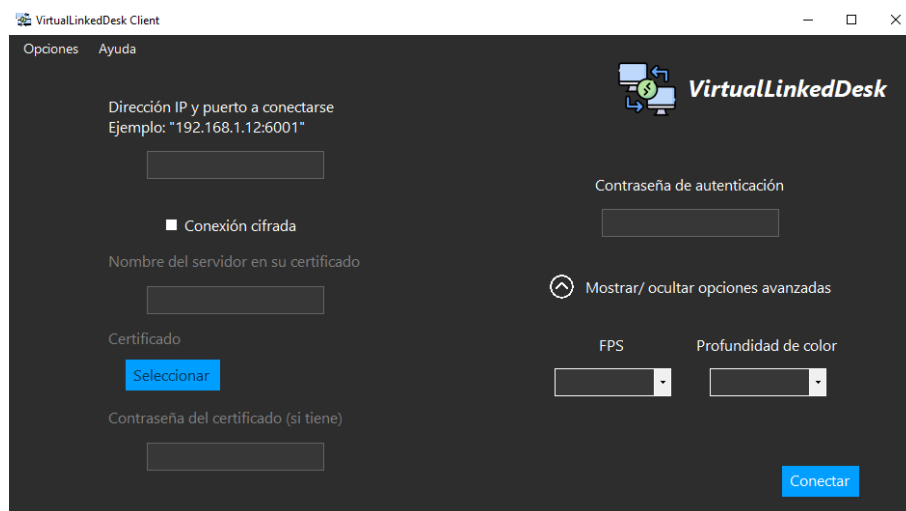 VirtualLinkedDesk Client
Opciones Ayuda
VirtualLinkedDesk
Dirección IP y puerto a conectarse
Ejemplo: "192.168.1.12:6001"
Conexión cifrada
Nombre del servidor en su certificado
Certificado
Seleccionar
Contraseña del certificado (si tiene)
Contraseña de autenticación
Mostrar/ ocultar opciones avanzadas
FPS Profundidad de color
Conectar